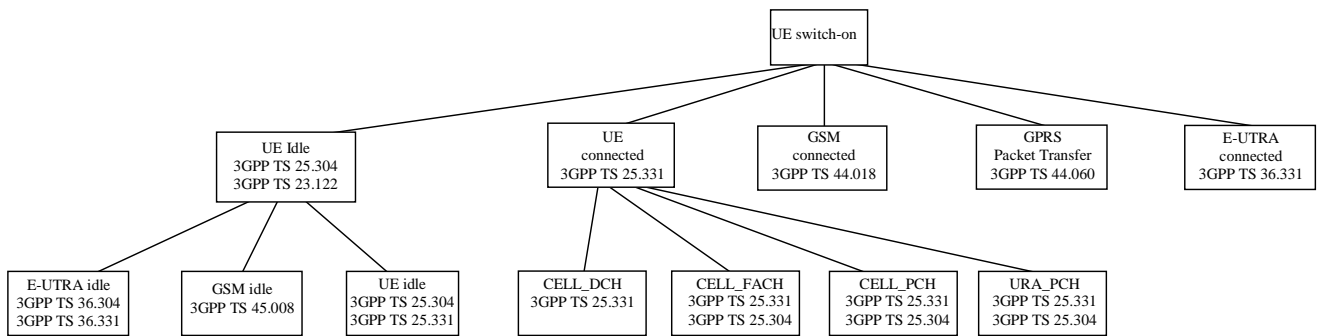 UE switch-on
UE Idle
3GPP TS 25.304
3GPP TS 23.122
UE
connected
3GPP TS 25.331
GSM
connected
3GPP TS 44.018
GPRS
Packet Transfer
3GPP TS 44.060
E-UTRA
connected
3GPP TS 36.331
E-UTRA idle
3GPP TS 36.304
3GPP TS 36.331
GSM idle
3GPP TS 45.008
UE idle
3GPP TS 25.304
3GPP TS 25.331
CELL_DCH
3GPP TS 25.331
CELL_FACH
3GPP TS 25.331
3GPP TS 25.304
CELL_PCH
3GPP TS 25.331
3GPP TS 25.304
URA_PCH
3GPP TS 25.331
3GPP TS 25.304